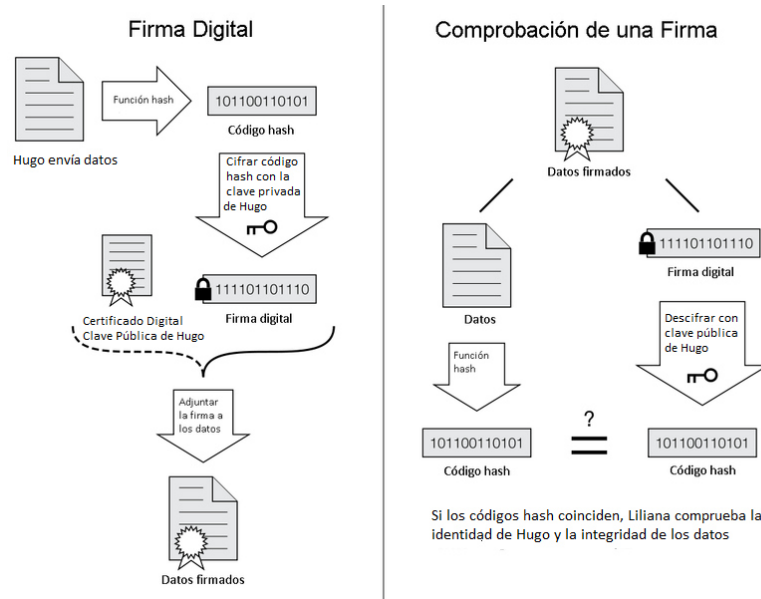 Firma Digital
Función hash
101100110101
Código hash
Hugo envía datos
Cifrar código
hash con la
clave privada
de Hugo
111101101110
Firma digital
Certificado Digital
Clave Pública de Hugo
Adjuntar
la firma a
los datos
Datos firmados
Comprobación de una Firma
Datos firmados
Datos
111101101110
Firma digital
Función
hash
Descifrar con
clave pública
de Hugo
101100110101
Código hash
?
=
101100110101
Código hash
Si los códigos hash coinciden, Liliana comprueba la
identidad de Hugo y la integridad de los datos